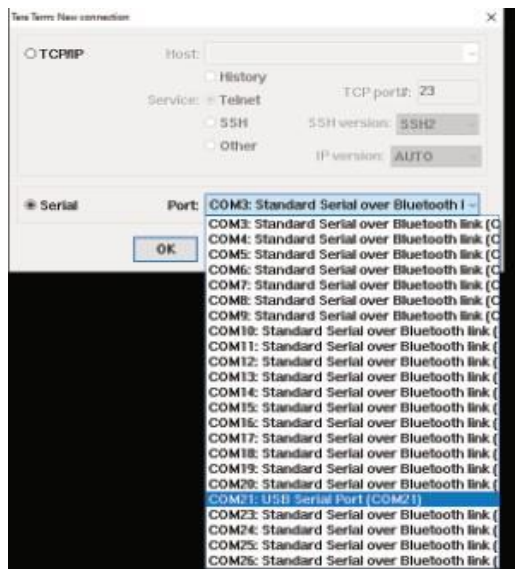 Tera Term: New connection
TCP/IP Host:
History
Service: Telnet TCP port#: 23
SSH SSH version: SSH2
Other IP version: AUTO
Serial Port: COM3: Standard Serial over Bluetooth l
OK
COM3: Standard Serial over Bluetooth link (C
COM4: Standard Serial over Bluetooth link (C
COM5: Standard Serial over Bluetooth link (C
COM6: Standard Serial over Bluetooth link (C
COM7: Standard Serial over Bluetooth link (C
COM8: Standard Serial over Bluetooth link (C
COM9: Standard Serial over Bluetooth link (C
COM10: Standard Serial over Bluetooth link (
COM11: Standard Serial over Bluetooth link (
COM12: Standard Serial over Bluetooth link (
COM13: Standard Serial over Bluetooth link (
COM14: Standard Serial over Bluetooth link (
COM15: Standard Serial over Bluetooth link (
COM16: Standard Serial over Bluetooth link (
COM17: Standard Serial over Bluetooth link (
COM18: Standard Serial over Bluetooth link (
COM19: Standard Serial over Bluetooth link (
COM20: Standard Serial over Bluetooth link (
COM21: USB Serial Port (COM21)
COM23: Standard Serial over Bluetooth link (
COM24: Standard Serial over Bluetooth link (
COM25: Standard Serial over Bluetooth link (
COM26: Standard Serial over Bluetooth link (